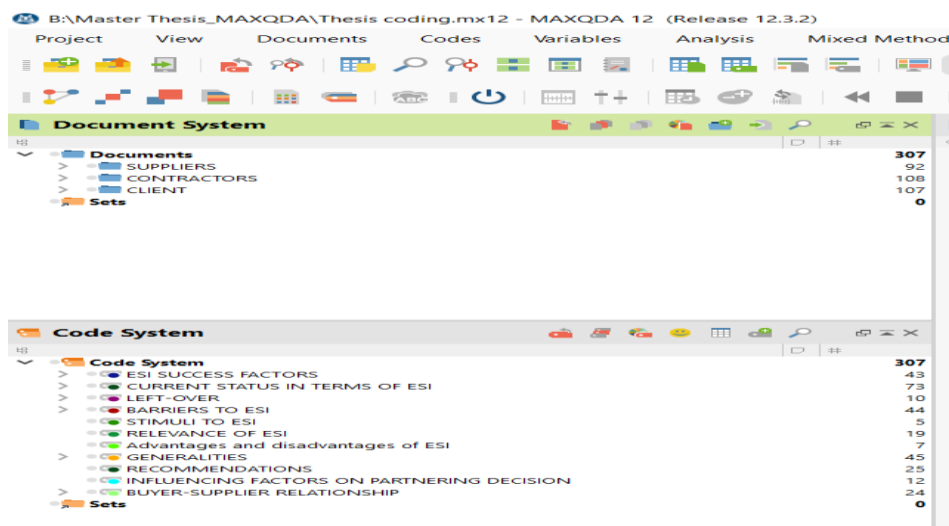 B:\Master Thesis_MAXQDA\Thesis coding.mx12 - MAXQDA 12 (Release 12.3.2)
Project View Documents Codes Variables Analysis Mixed Method
ABC
Document System
Documents 307
SUPPLIERS 92
CONTRACTORS 108
CLIENT 107
Sets 0
Code System
Code System 307
ESI SUCCESS FACTORS 43
CURRENT STATUS IN TERMS OF ESI 73
LEFT-OVER 10
BARRIERS TO ESI 44
STIMULI TO ESI 5
RELEVANCE OF ESI 19
Advantages and disadvantages of ESI 7
GENERALITIES 45
RECOMMENDATIONS 25
INFLUENCING FACTORS ON PARTNERING DECISION 12
BUYER-SUPPLIER RELATIONSHIP 24
Sets 0